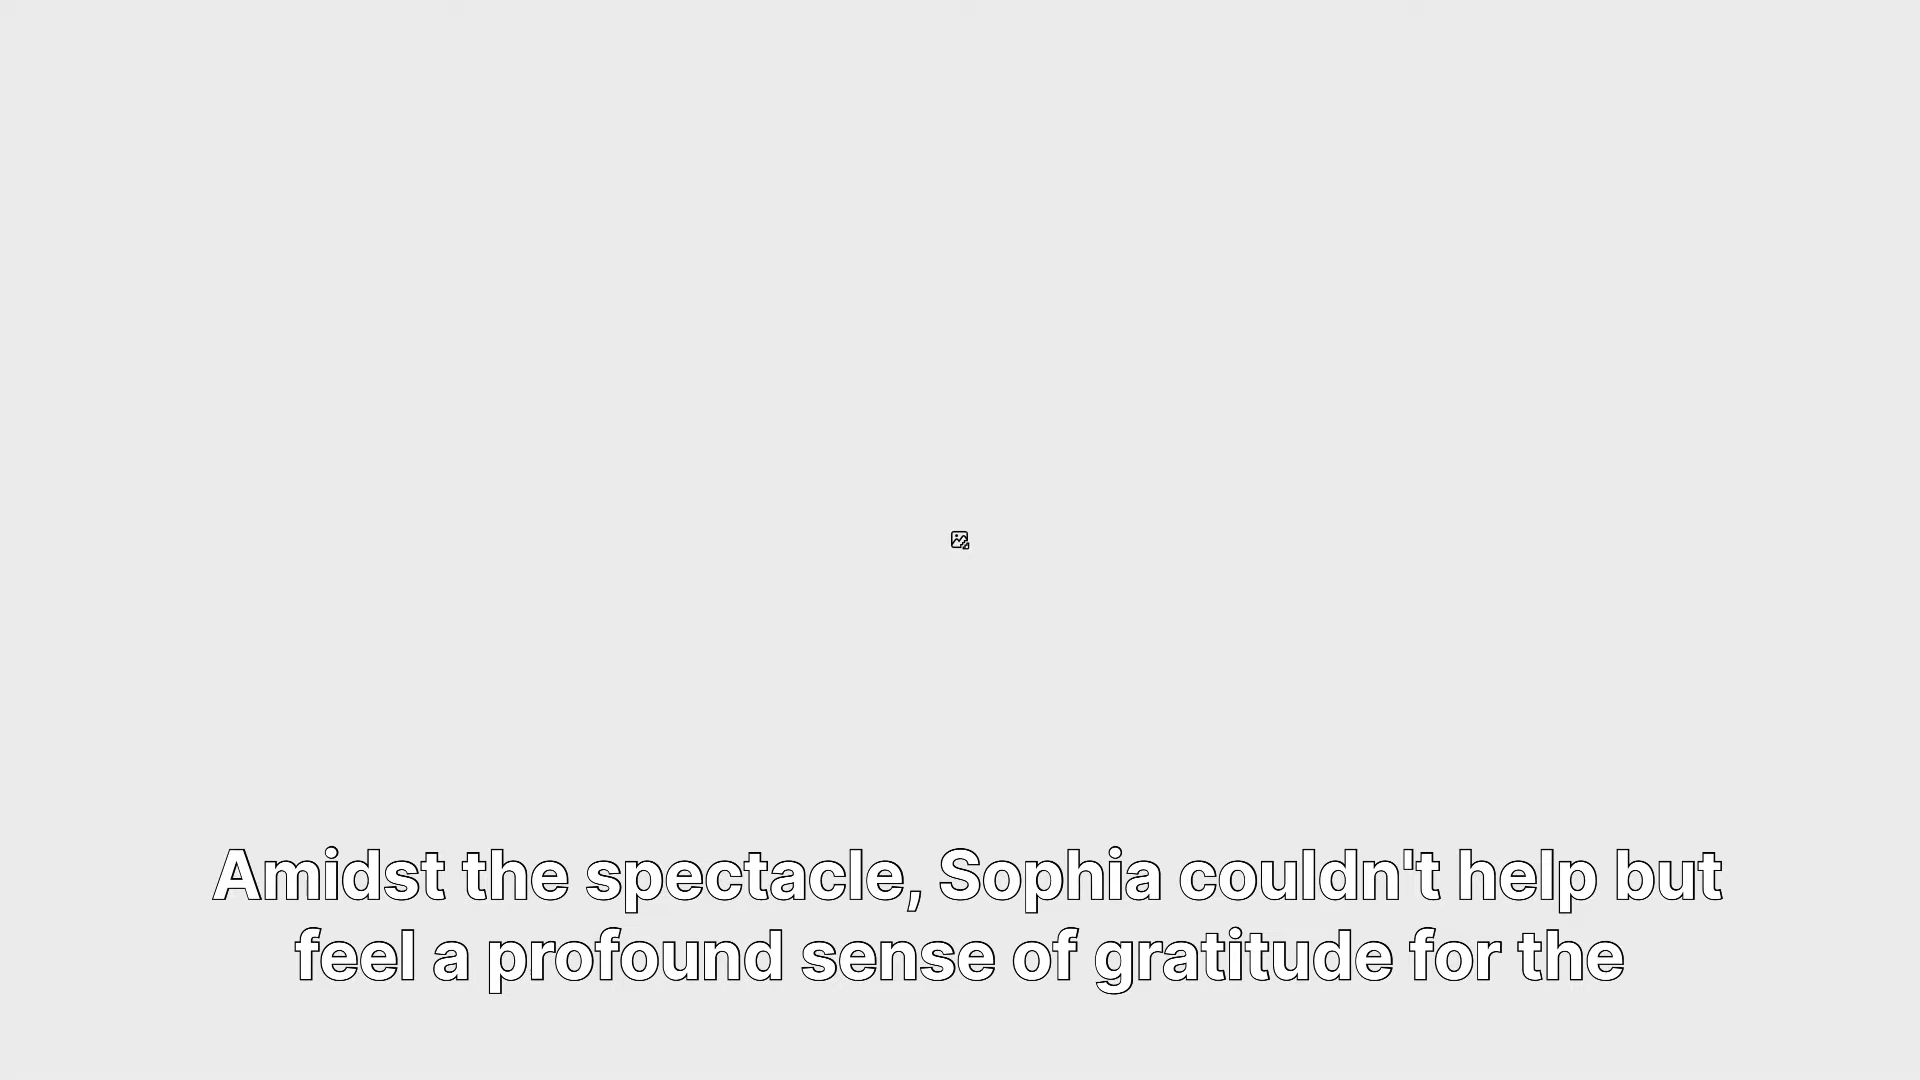 Amidst the spectacle, Sophia couldn't help but
feel a profound sense of gratitude for the